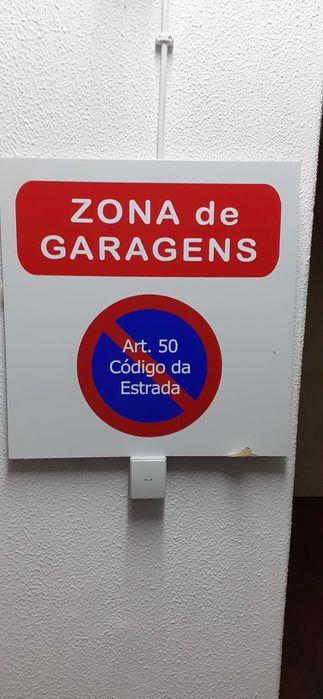 ZONA de
GARAGENS
Art. 50
Código da
Estrada